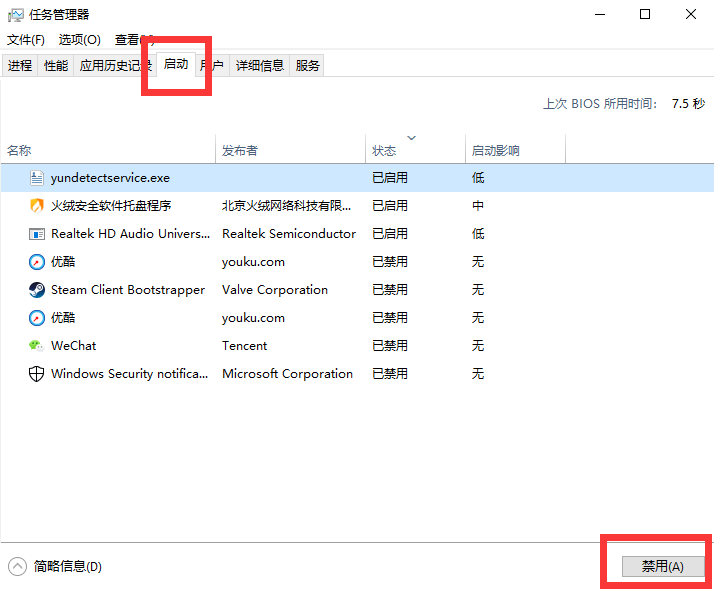 任务管理器
文件(F) 选项(O) 查看
进程 性能 应用历史记录 启动 用户 详细信息 服务
上次 BIOS 所用时间: 7.5 秒
名称 发布者 状态 启动影响
yundetectservice.exe 已启用 低
火绒安全软件托盘程序 北京火绒网络科技有限... 已启用 中
Realtek HD Audio Univers... Realtek Semiconductor 已启用 低
优酷 youku.com 已禁用 无
Steam Client Bootstrapper Valve Corporation 已禁用 无
优酷 youku.com 已禁用 无
WeChat Tencent 已禁用 无
Windows Security notifica... Microsoft Corporation 已禁用 无
简略信息(D) 禁用(A)